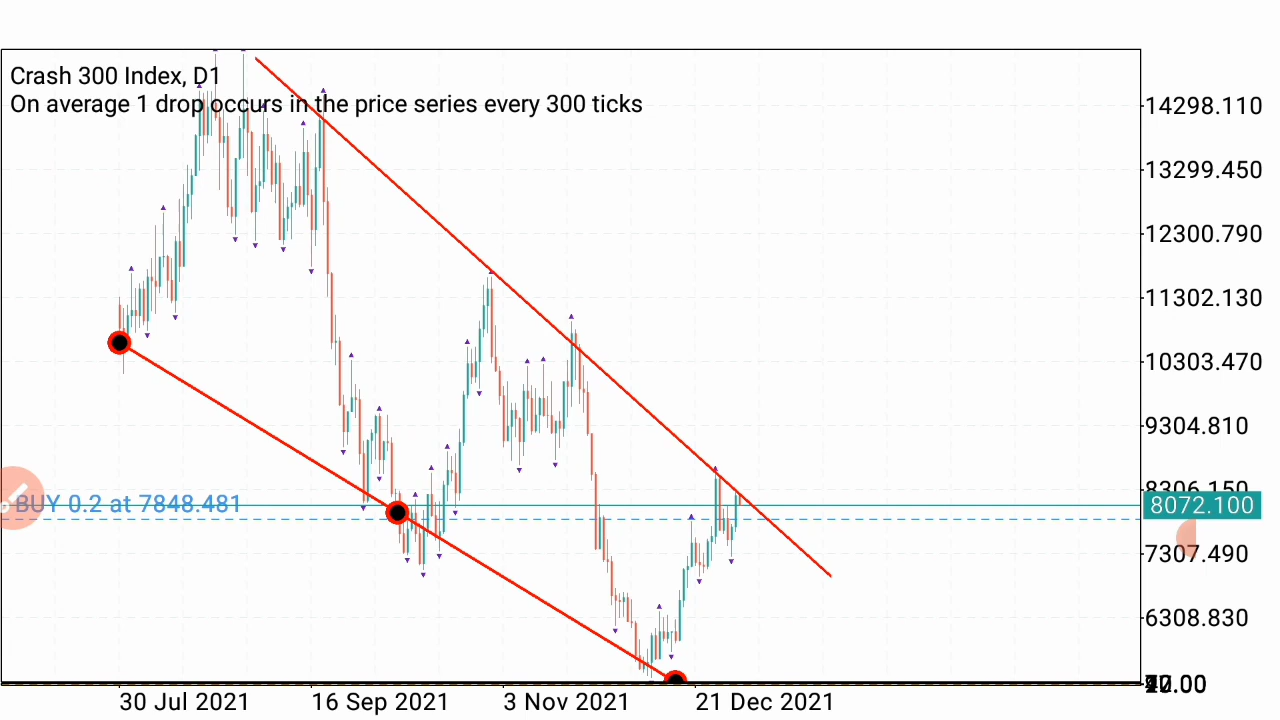 Crash 300 Index, D1
On average 1 drop occurs in the price series every 300 ticks
14298.110
13299.450
12300.790
11302.130
10303.470
9304.810
8306.150
BUY 0.2 at 7848.481
8072.100
7307.490
6308.830
30 Jul 2021
16 Sep 2021
3 Nov 2021
21 Dec 2021